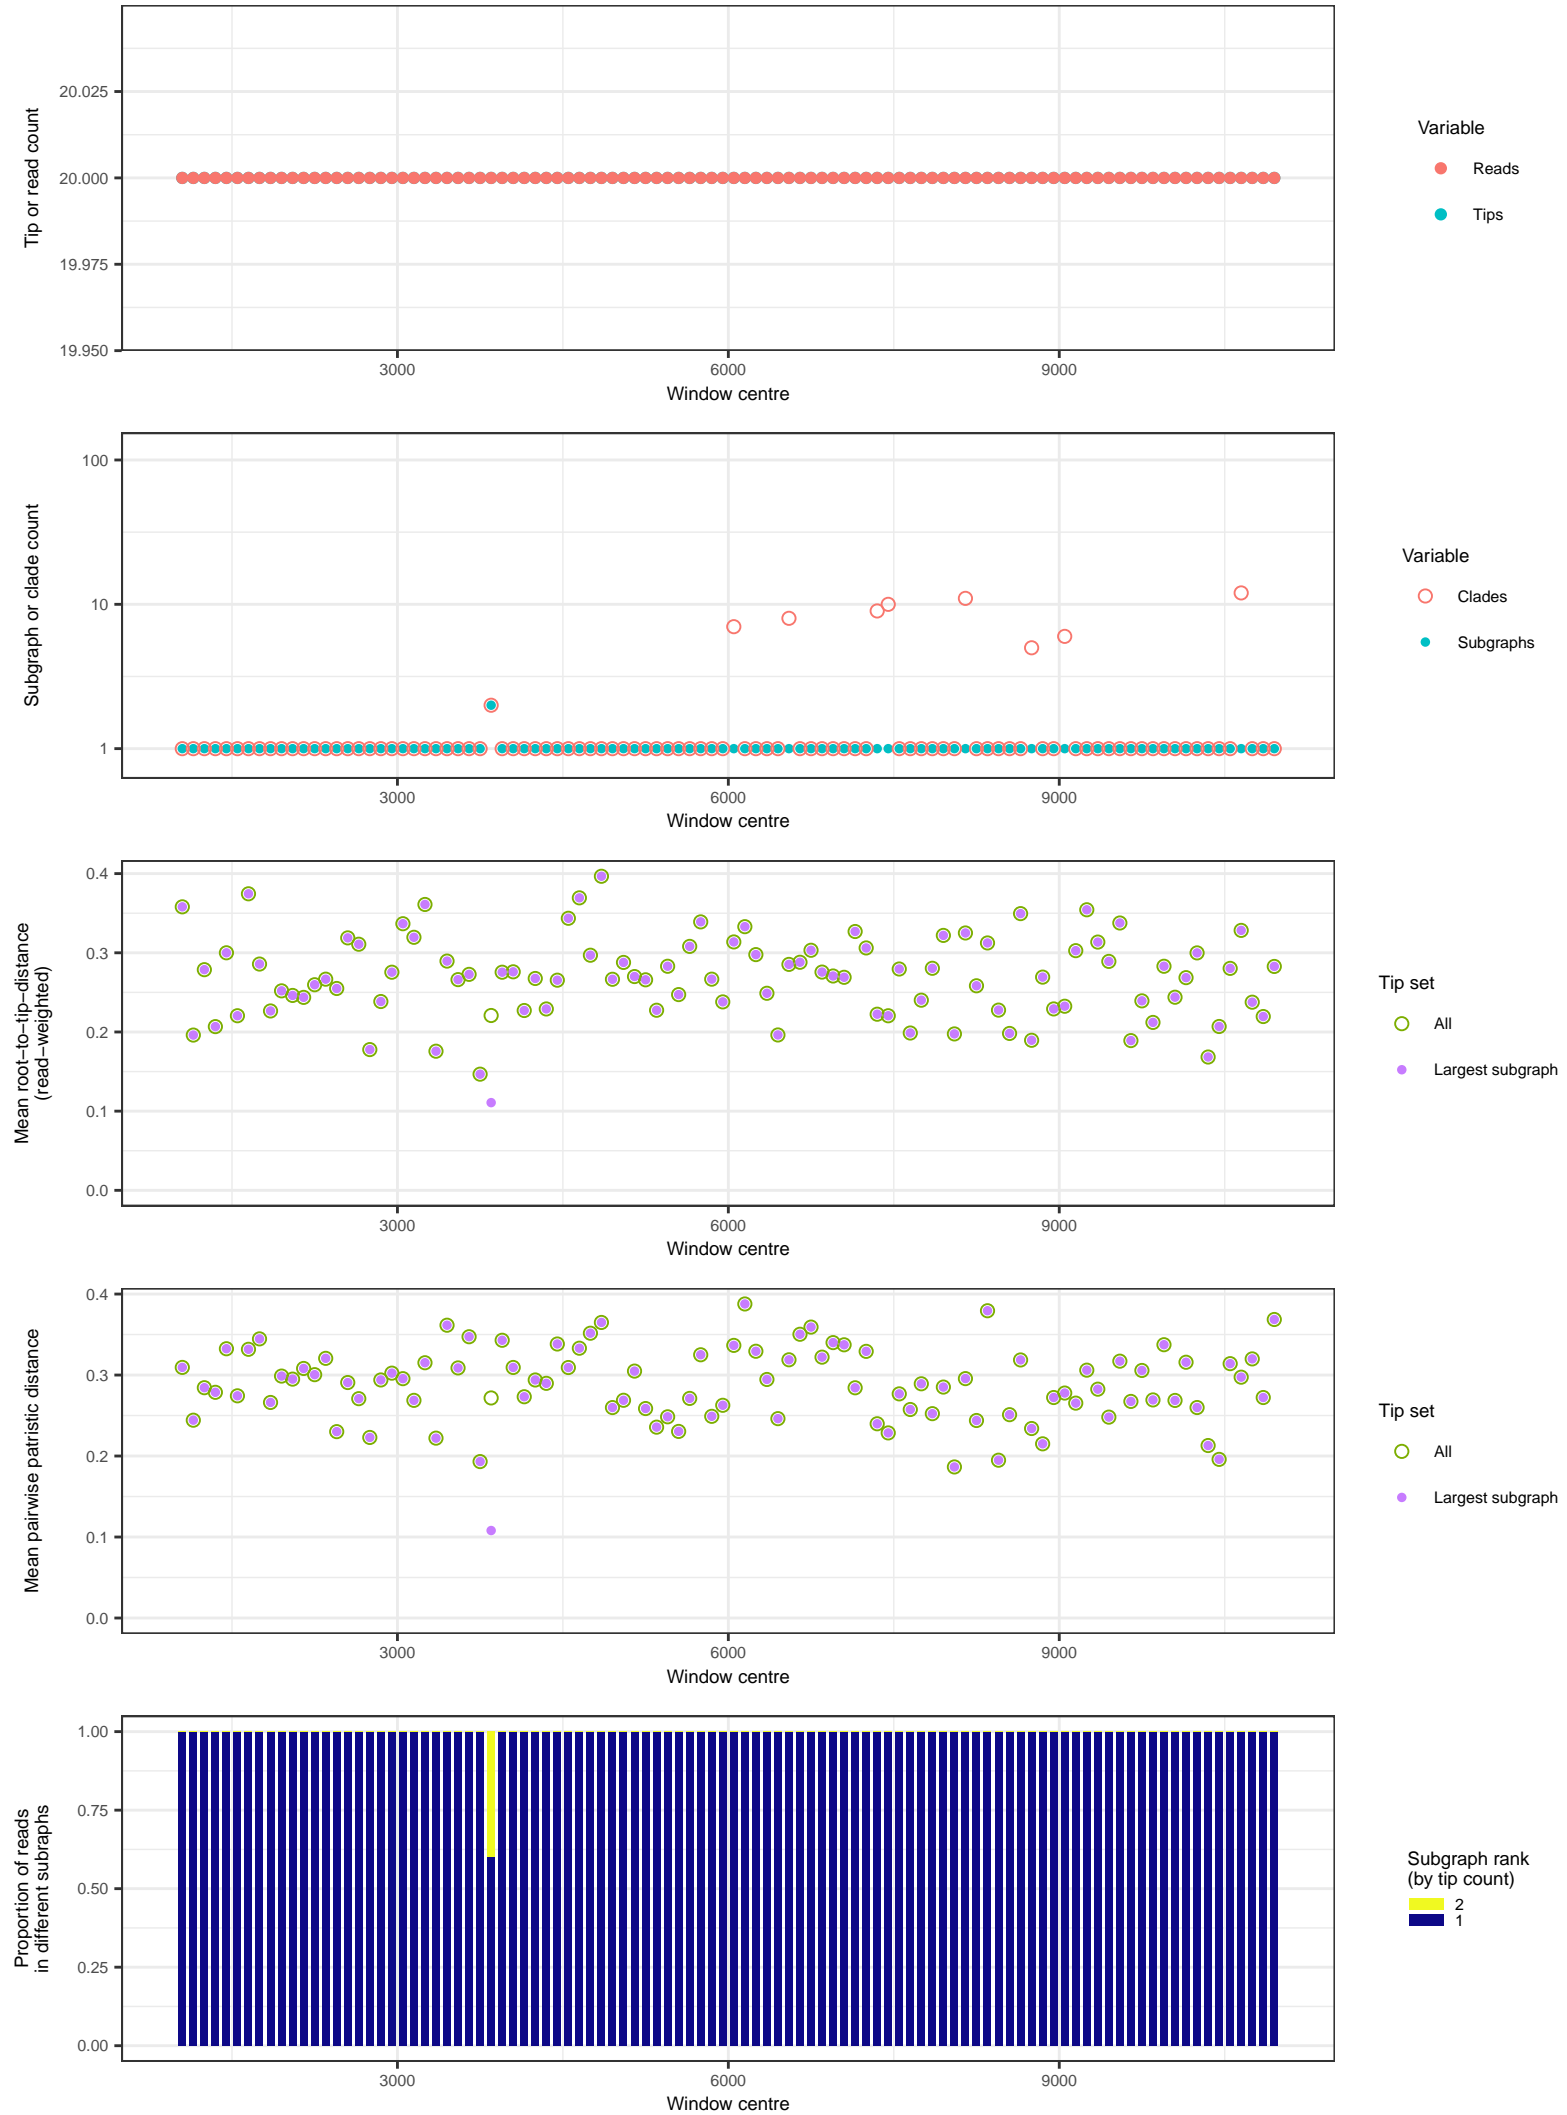 20.025
20.000
19.975
19.950
Tip or read count
3000 6000 9000
Window centre
Variable
Reads
Tips
100
10
1
Subgraph or clade count
3000 6000 9000
Window centre
Variable
Clades
Subgraphs
0.4
0.3
0.2
0.1
0.0
Mean root−to−tip−distance
(read−weighted)
3000 6000 9000
Window centre
Tip set
All
Largest subgraph
0.4
0.3
0.2
0.1
0.0
Mean pairwise patristic distance
3000 6000 9000
Window centre
Tip set
All
Largest subgraph
1.00
0.75
0.50
0.25
0.00
Proportion of reads
in different subraphs
3000 6000 9000
Window centre
Subgraph rank
(by tip count)
2
1